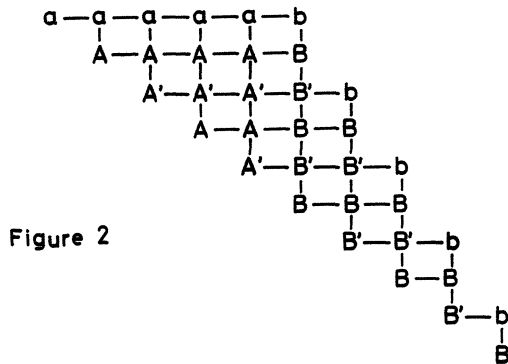 a — a — a — a — a — b
A — A — A — A — B
A' — A' — A' — B' — b
A — A — B — B
A' — B' — B' — b
B — B — B
B' — B' — b
Figure 2
B — B
B' — b
B